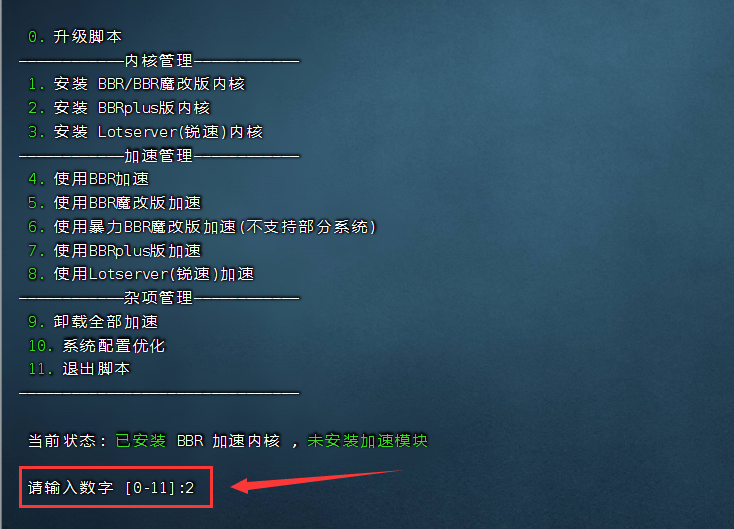 0. 升级脚本
————————————内核管理————————————
1. 安装 BBR/BBR魔改版内核
2. 安装 BBRplus版内核
3. 安装 Lotserver(锐速)内核
————————————加速管理————————————
4. 使用BBR加速
5. 使用BBR魔改版加速
6. 使用暴力BBR魔改版加速(不支持部分系统)
7. 使用BBRplus版加速
8. 使用Lotserver(锐速)加速
————————————杂项管理————————————
9. 卸载全部加速
10. 系统配置优化
11. 退出脚本
————————————————————————————————
当前状态: 已安装 BBR 加速内核 , 未安装加速模块
请输入数字 [0-11]:2